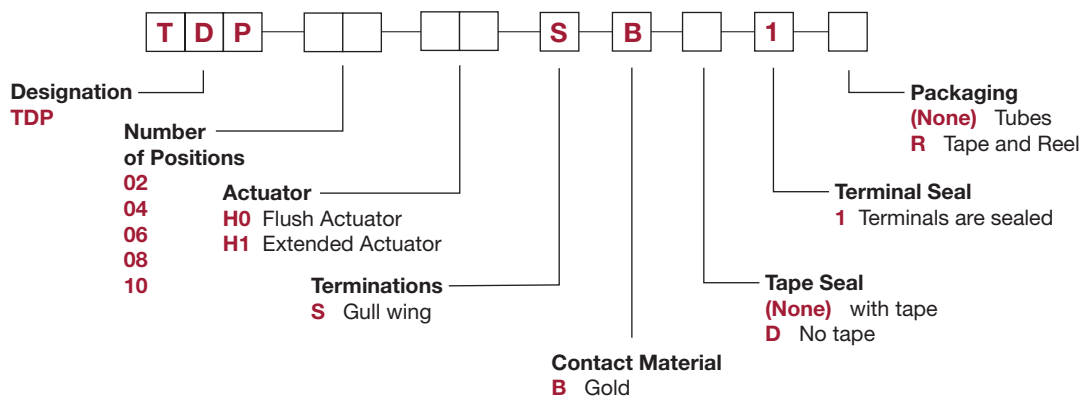 T D P S B 1
Designation
TDP
Number
of Positions
02
04
06
08
10
Actuator
H0 Flush Actuator
H1 Extended Actuator
Terminations
S Gull wing
Contact Material
B Gold
Tape Seal
(None) with tape
D No tape
Terminal Seal
1 Terminals are sealed
Packaging
(None) Tubes
R Tape and Reel